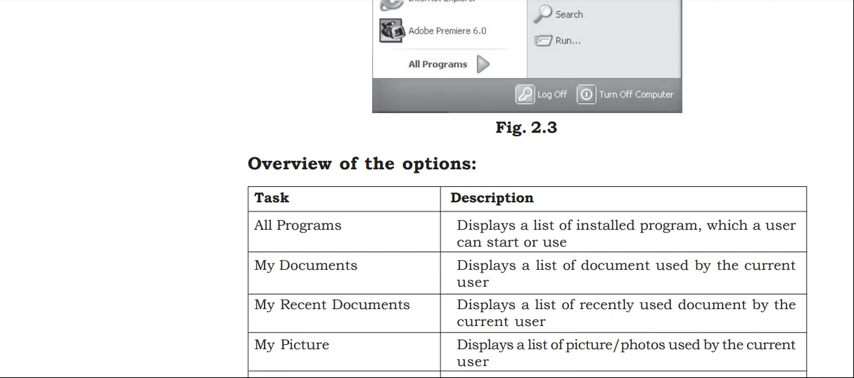 Adobe Premiere 6.0
All Programs
Search
Run...
Log Off Turn Off Computer
Fig. 2.3
Overview of the options:
Task Description
All Programs Displays a list of installed program, which a user
can start or use
My Documents Displays a list of document used by the current
user
My Recent Documents Displays a list of recently used document by the
current user
My Picture Displays a list of picture/photos used by the current
user